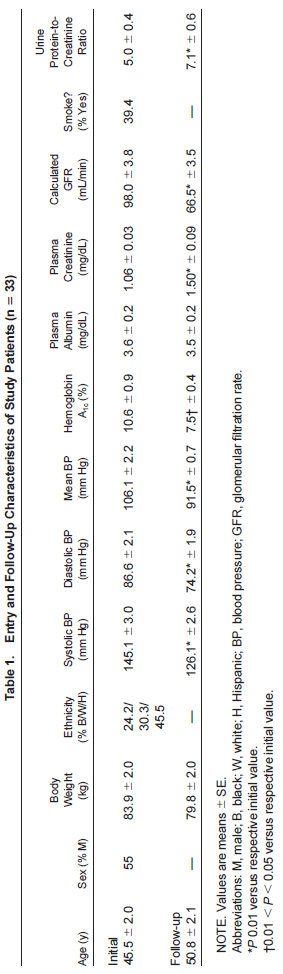 Table 1. Entry and Follow-Up Characteristics of Study Patients (n = 33)
Age (y) Sex (% M) Body Weight (kg) Ethnicity (% B/W/H) Systolic BP (mm Hg) Diastolic BP (mm Hg) Mean BP (mm Hg) Hemoglobin A1c (%) Plasma Albumin (mg/dL) Plasma Creatinine (mg/dL) Calculated GFR (mL/min) Smoke? (% Yes) Urine Protein-to-Creatinine Ratio
Initial
45.5 ± 2.0 55 83.9 ± 2.0 24.2/30.3/45.5 145.1 ± 3.0 86.6 ± 2.1 106.1 ± 2.2 10.6 ± 0.9 3.6 ± 0.2 1.06 ± 0.03 98.0 ± 3.8 39.4 5.0 ± 0.4
Follow-up
50.8 ± 2.1 — 79.8 ± 2.0 — 126.1* ± 2.6 74.2* ± 1.9 91.5* ± 0.7 7.5† ± 0.4 3.5 ± 0.2 1.50* ± 0.09 66.5* ± 3.5 — 7.1* ± 0.6
NOTE. Values are means ± SE.
Abbreviations: M, male; B, black; W, white; H, Hispanic; BP, blood pressure; GFR, glomerular filtration rate.
*P 0.01 versus respective initial value.
†0.01 < P < 0.05 versus respective initial value.